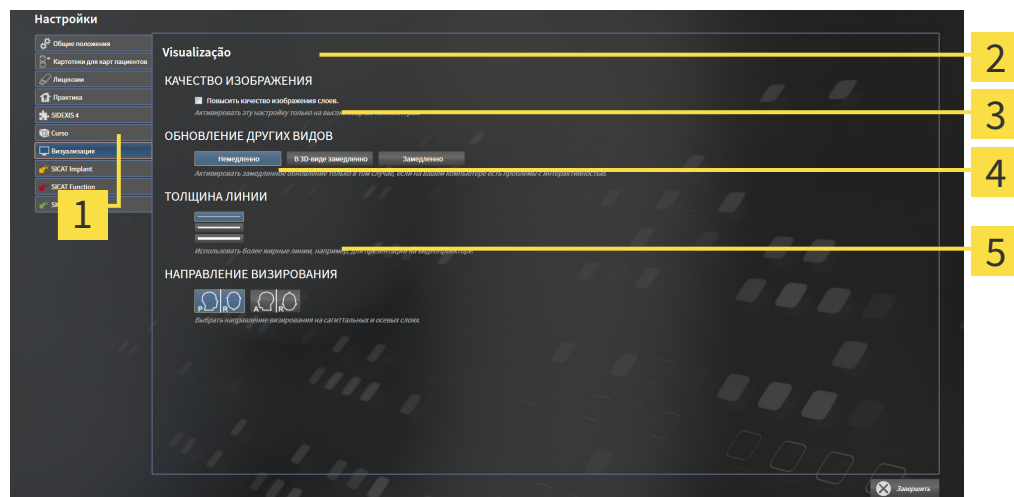 Настройки
Общие положения
Картотеки для карт пациентов
Лицензии
Практика
SIDEXIS 4
Curso
Визуализация
SICAT Implant
SICAT Function
1
Visualização
2
КАЧЕСТВО ИЗОБРАЖЕНИЯ
Повысить качество изображения слоев.
Активировать эту настройку только на
3
ОБНОВЛЕНИЕ ДРУГИХ ВИДОВ
Немедленно
В 3D-виде замедленно
Замедленно
Активировать замедленное обновление только в том случае, если на вашем компьютере есть проблемы с интерактивностью.
4
ТОЛЩИНА ЛИНИИ
Использовать более жирные линии, например, для презентации на видеопроекторе.
5
НАПРАВЛЕНИЕ ВИЗИРОВАНИЯ
P R A R
Выбрать направление визирования на сагиттальных и осевых слоях.
Завершить